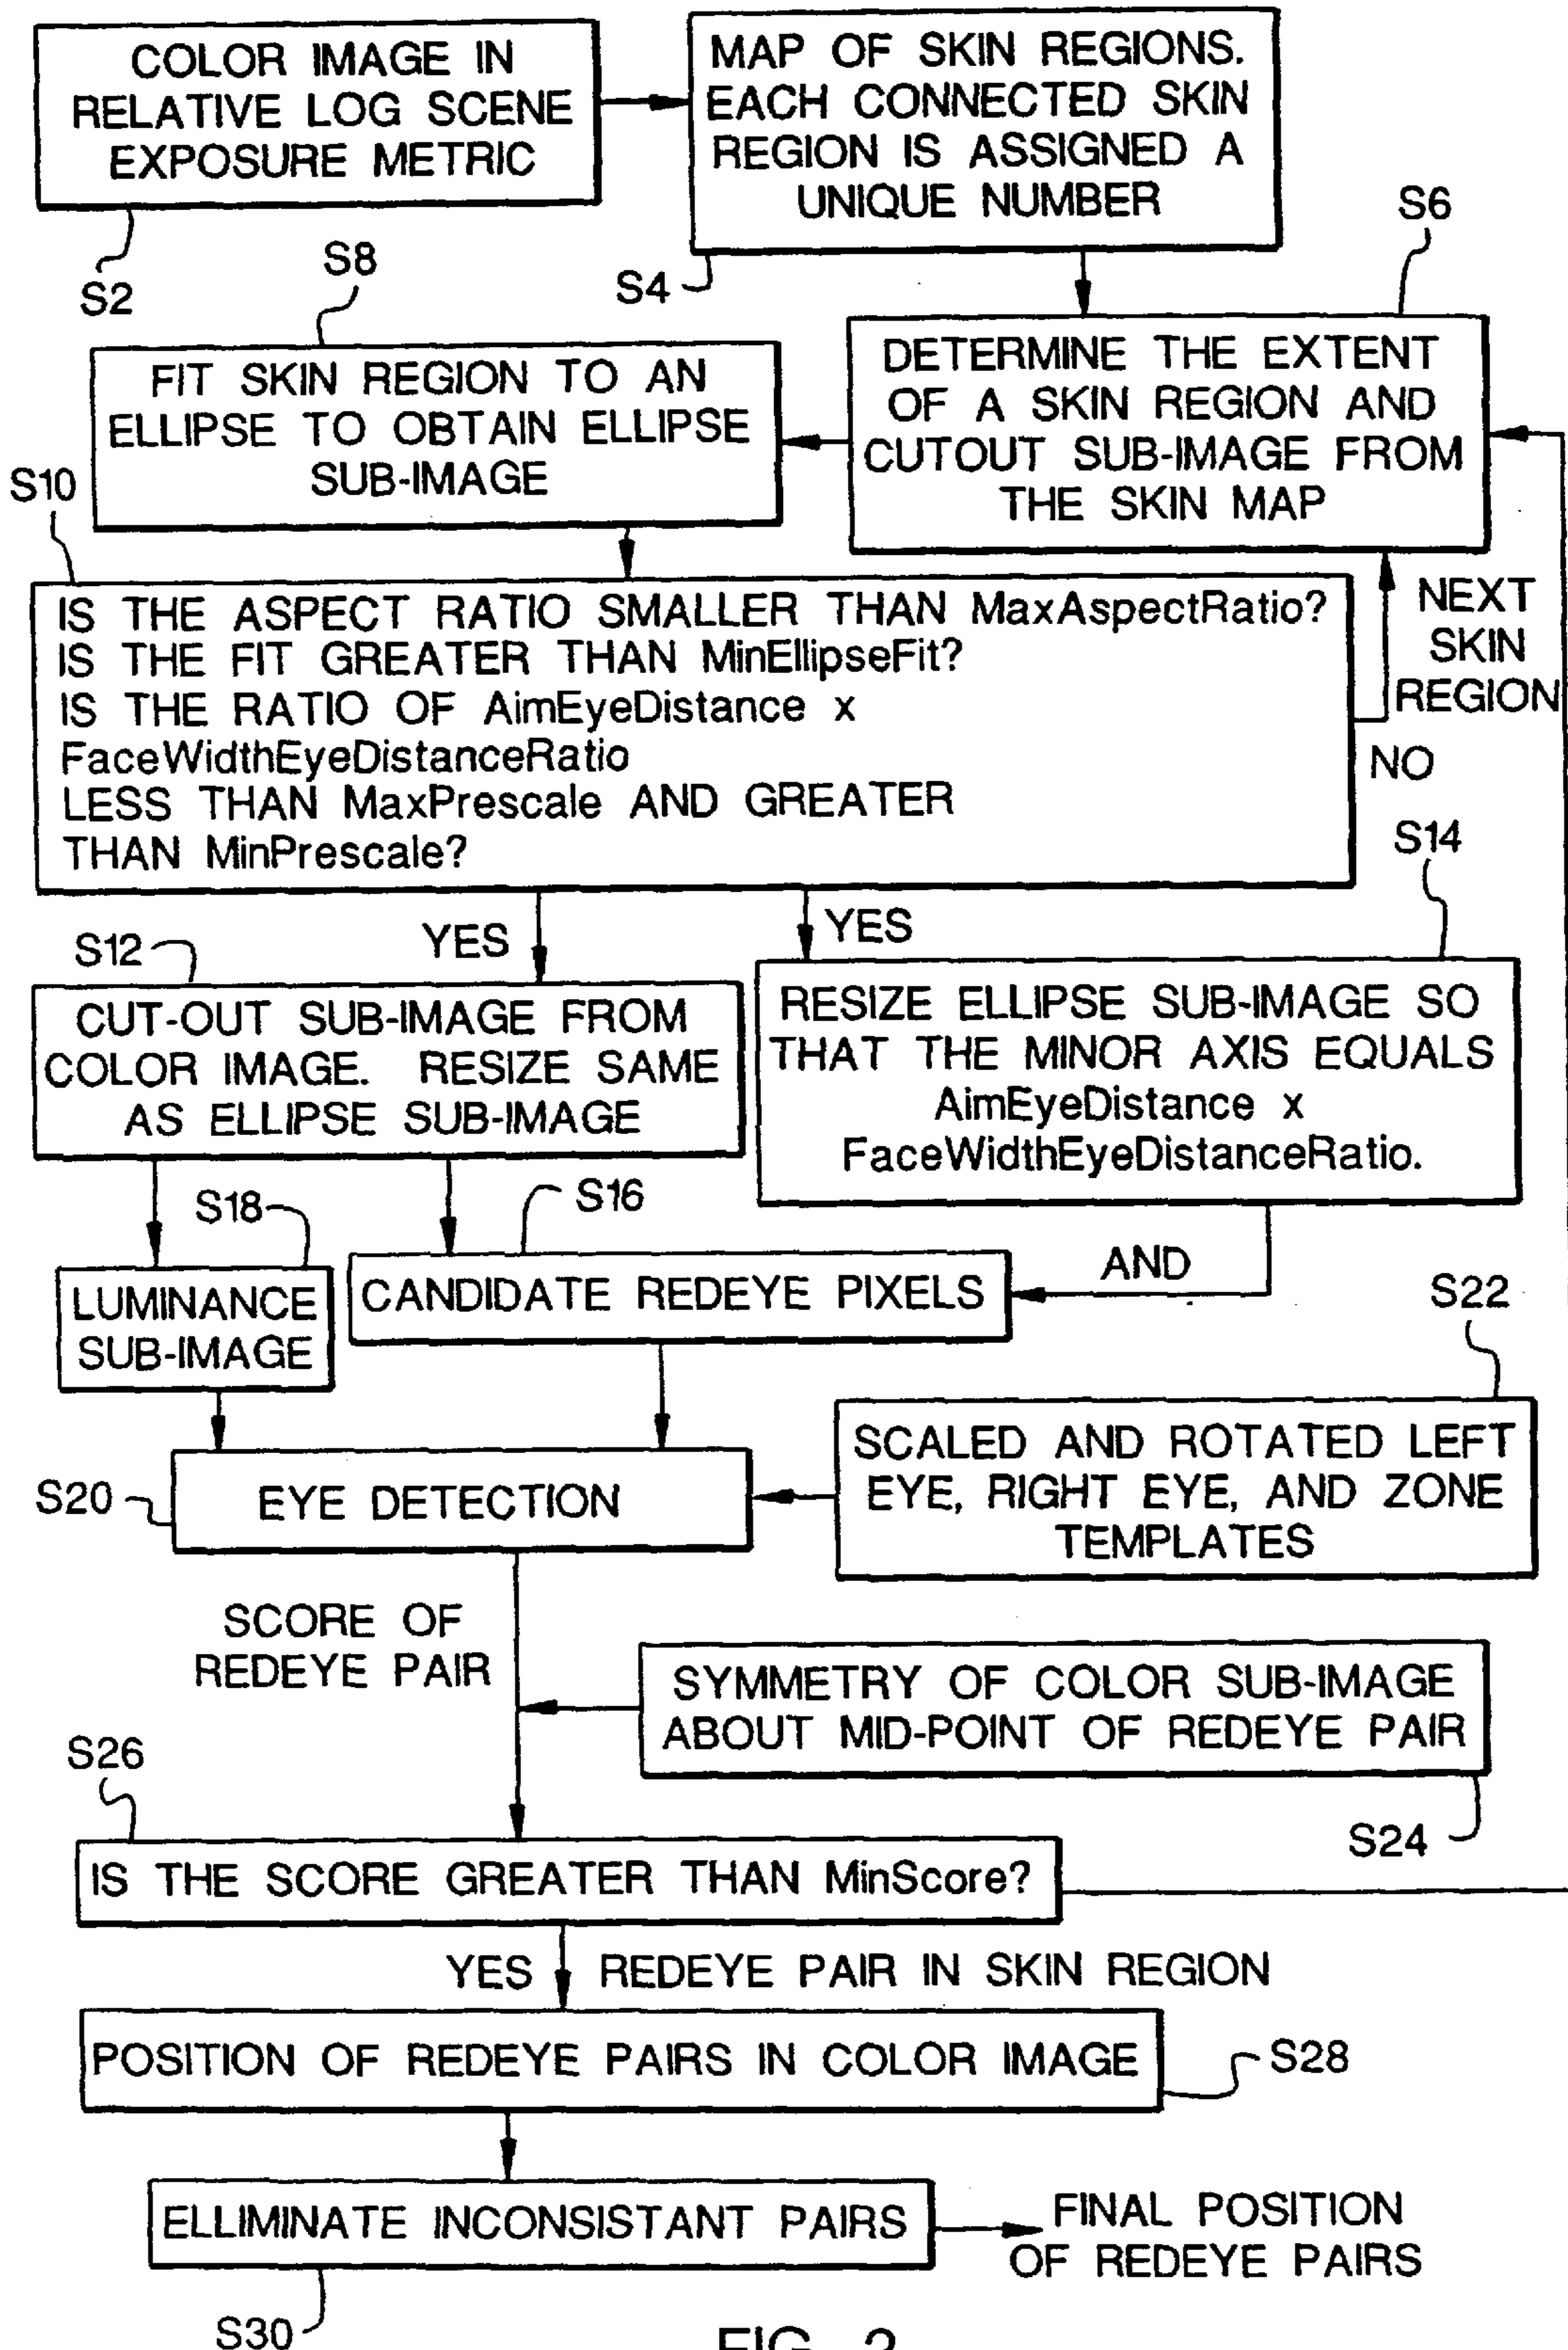 COLOR IMAGE IN
RELATIVE LOG SCENE
EXPOSURE METRIC
S2
MAP OF SKIN REGIONS.
EACH CONNECTED SKIN
REGION IS ASSIGNED A
UNIQUE NUMBER
S4
S6
DETERMINE THE EXTENT
OF A SKIN REGION AND
CUTOUT SUB-IMAGE FROM
THE SKIN MAP
S8
FIT SKIN REGION TO AN
ELLIPSE TO OBTAIN ELLIPSE
SUB-IMAGE
S10
IS THE ASPECT RATIO SMALLER THAN MaxAspectRatio?
IS THE FIT GREATER THAN MinEllipseFit?
IS THE RATIO OF AimEyeDistance x
FaceWidthEyeDistanceRatio
LESS THAN MaxPrescale AND GREATER
THAN MinPrescale?
NEXT
SKIN
REGION
NO
YES
YES
S12
CUT-OUT SUB-IMAGE FROM
COLOR IMAGE. RESIZE SAME
AS ELLIPSE SUB-IMAGE
S14
RESIZE ELLIPSE SUB-IMAGE SO
THAT THE MINOR AXIS EQUALS
AimEyeDistance x
FaceWidthEyeDistanceRatio.
S18
LUMINANCE
SUB-IMAGE
S16
CANDIDATE REDEYE PIXELS
AND
S22
SCALED AND ROTATED LEFT
EYE, RIGHT EYE, AND ZONE
TEMPLATES
S20
EYE DETECTION
SCORE OF
REDEYE PAIR
SYMMETRY OF COLOR SUB-IMAGE
ABOUT MID-POINT OF REDEYE PAIR
S24
S26
IS THE SCORE GREATER THAN MinScore?
YES
REDEYE PAIR IN SKIN REGION
POSITION OF REDEYE PAIRS IN COLOR IMAGE
S28
ELLIMINATE INCONSISTANT PAIRS
S30
FINAL POSITION
OF REDEYE PAIRS
FIG. 2